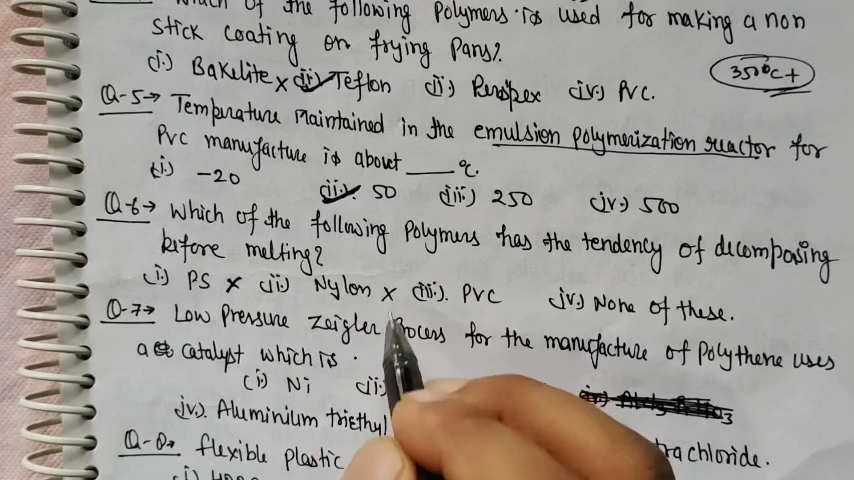 Which of the following Polymers is used for making a non
stick coating on frying Pans?
(i) Bakelite × (ii) Teflon (ii) Perspex (iv) PVC.
350°C+
Q-5→ Temperature Maintained in the emulsion polymerization reactor for
PVC manufacture is about ____ °C.
(i) -20 (ii) 50 (iii) 250 (iv) 500
Q-6→ Which of the following Polymers has the tendency of decomposing
before melting?
(i) PS × (ii) Nylon × (iii). PVC (iv) None of these.
Q-7→ Low Pressure Zeigler Process for the manufacture of Polythene uses
a catalyst which is.
(i) Ni (ii)
(iv). Aluminium triethyl trachloride.
Q-8→ flexible plastic